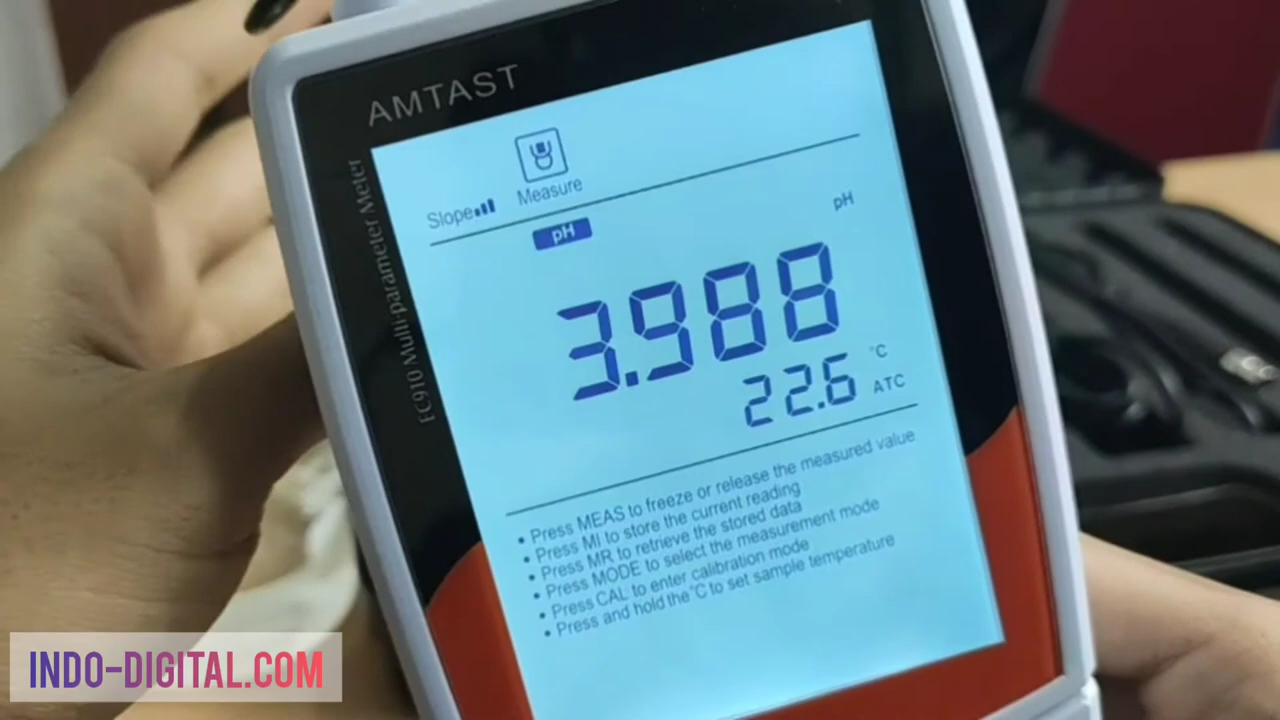 AMTAST
EC910 Multi-parameter Meter
Slope
Measure
pH
pH
3.988
22.6 °C
ATC
• Press MEAS to freeze or release the measured value
• Press MI to store the current reading
• Press MR to retrieve the stored data
• Press MODE to select the measurement mode
• Press CAL to enter calibration mode
• Press and hold the °C to set sample temperature
INDO-DIGITAL.COM